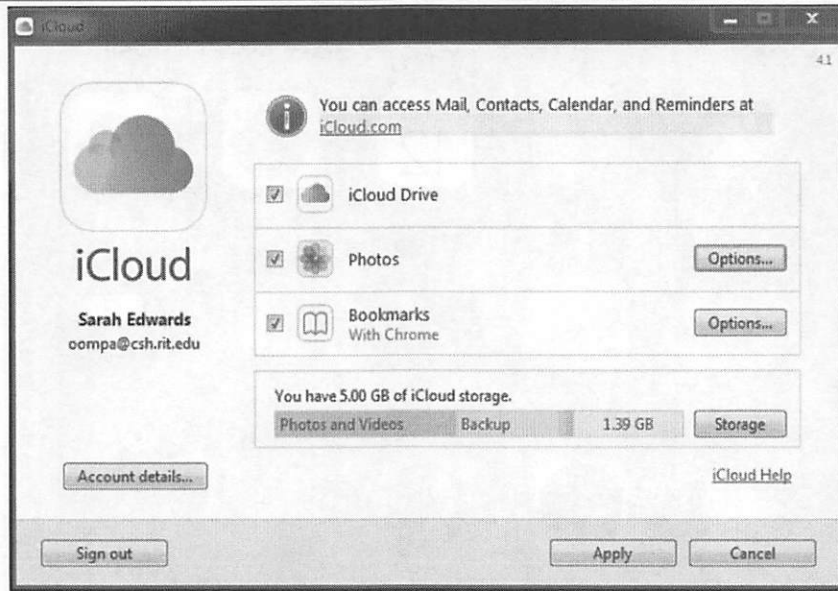 iCloud
4.1
You can access Mail, Contacts, Calendar, and Reminders at
iCloud.com
iCloud Drive
iCloud
Photos
Options...
Sarah Edwards
oompa@csh.rit.edu
Bookmarks
With Chrome
Options...
You have 5.00 GB of iCloud storage.
Photos and Videos Backup 1.39 GB Storage
Account details...
iCloud Help
Sign out Apply Cancel